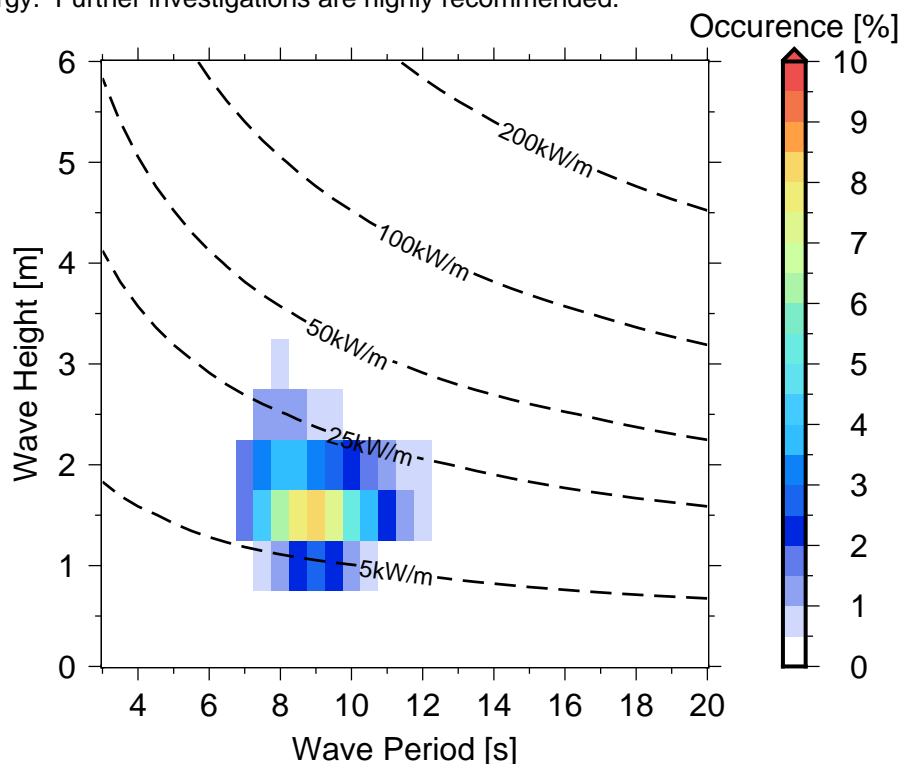 rgy. Further investigations are highly recommended.
Occurence [%]
6
5
4
3
2
1
0
Wave Height [m]
200kW/m
100kW/m
50kW/m
25kW/m
5kW/m
4 6 8 10 12 14 16 18 20
Wave Period [s]
10
9
8
7
6
5
4
3
2
1
0